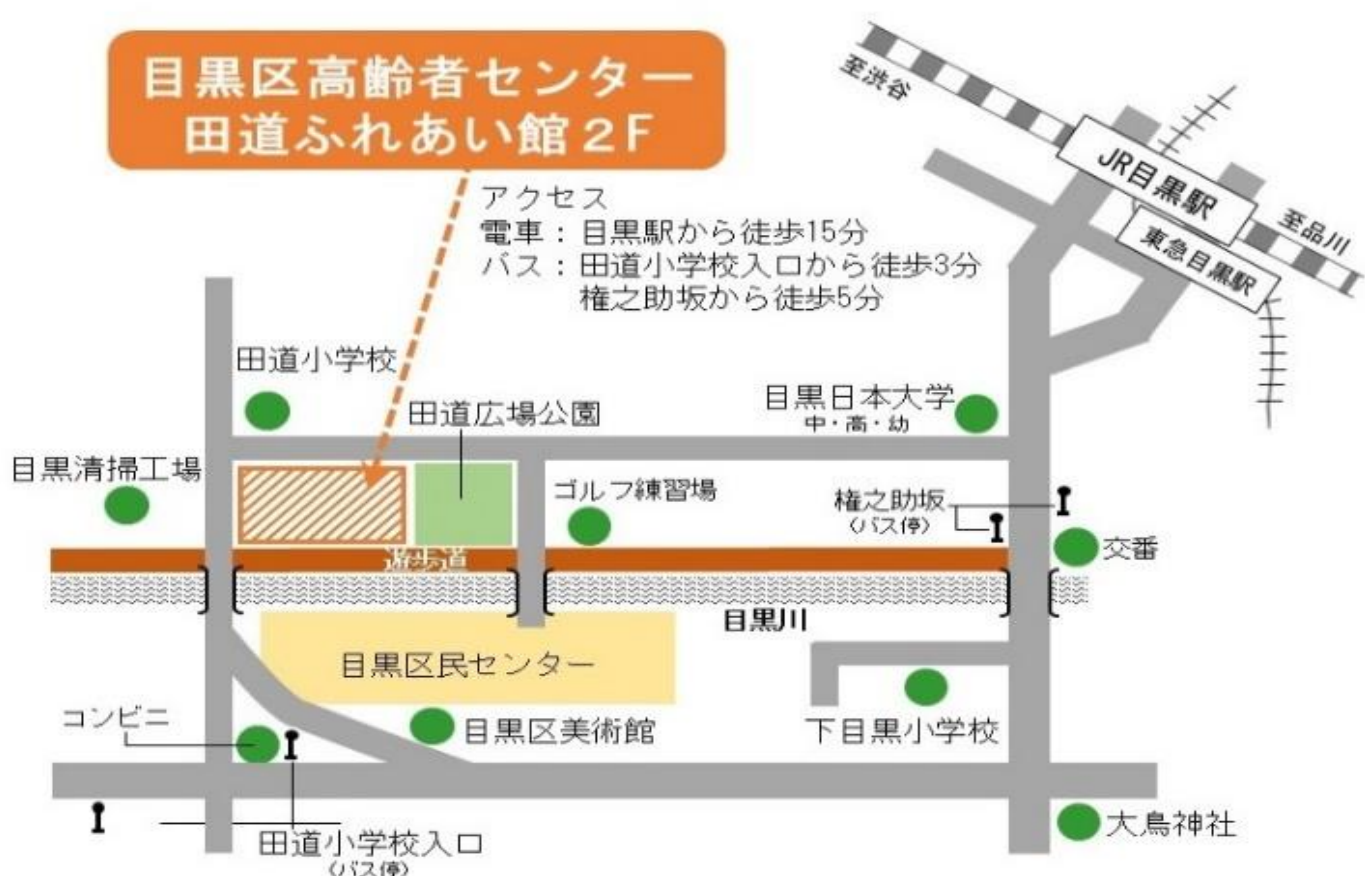 目黒区高齢者センター
田道ふれあい館2F
至渋谷
JR目黒駅
至品川
東急目黒駅
アクセス
電車：目黒駅から徒歩15分
バス：田道小学校入口から徒歩3分
権之助坂から徒歩5分
田道小学校
田道広場公園
目黒日本大学
中・高・幼
目黒清掃工場
ゴルフ練習場
権之助坂
(バス停)
交番
遊歩道
目黒川
目黒区民センター
コンビニ
目黒区美術館
下目黒小学校
大鳥神社
田道小学校入口
(バス停)